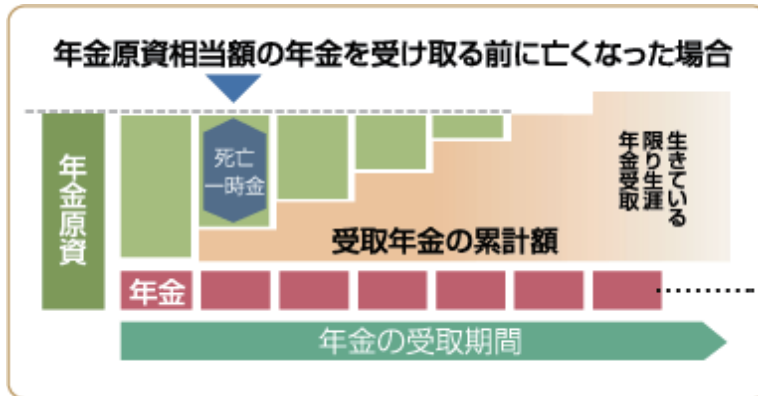 年金原資相当額の年金を受け取る前に亡くなった場合
年金原資
死亡
一時金
生きている
限り生涯
年金受取
受取年金の累計額
年金
年金の受取期間